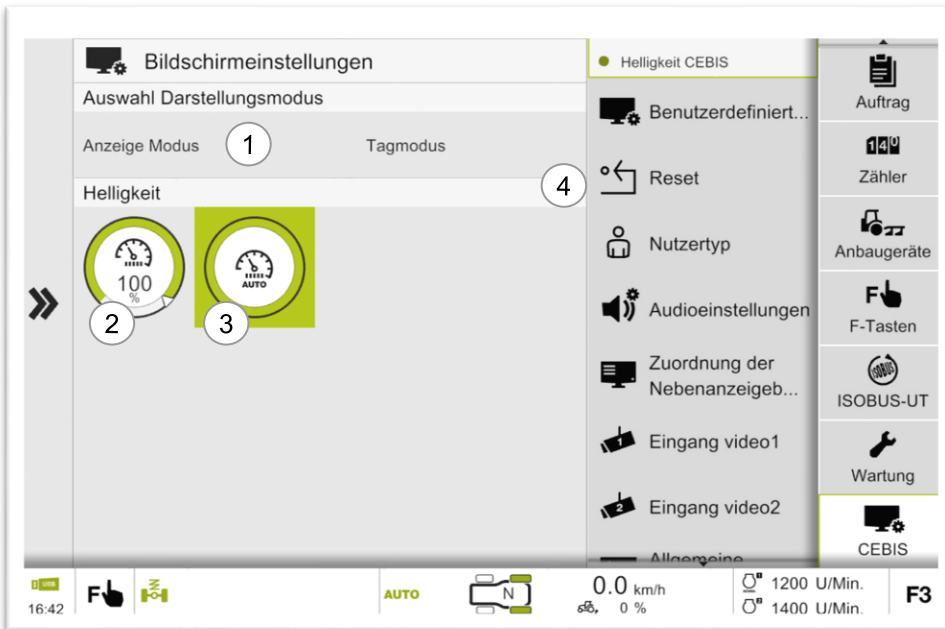 Bildschirmeinstellungen
Auswahl Darstellungsmodus
Anzeige Modus
1
Tagmodus
Helligkeit
100
%
AUTO
2
3
4
Helligkeit CEBIS
Benutzerdefiniert...
Reset
Nutzertyp
Audioeinstellungen
Zuordnung der
Nebenanzeigeb...
1
Eingang video1
2
Eingang video2
Allgemeine
Auftrag
140
Zähler
Anbaugeräte
F
F-Tasten
ISOBUS
ISOBUS-UT
Wartung
CEBIS
USB
16:42
F
AUTO
N
0.0 km/h
0 %
1200 U/Min.
1400 U/Min.
F3